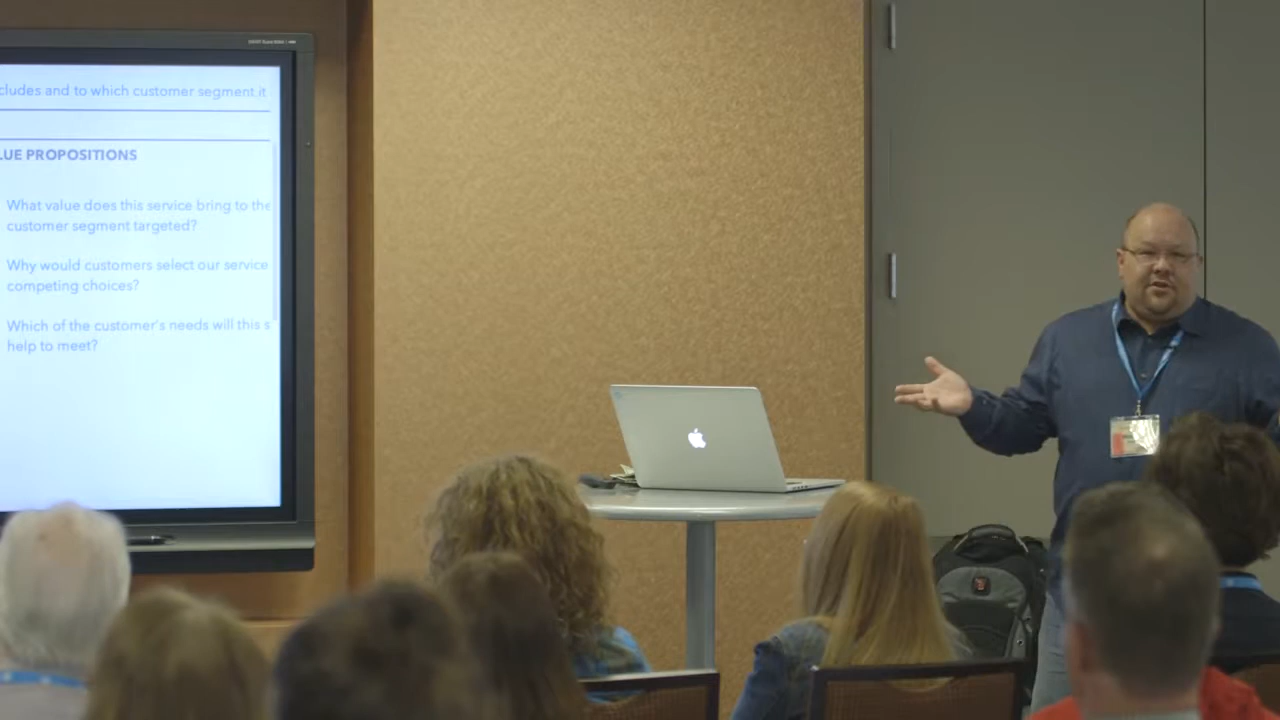 cludes and to which customer segment it
LUE PROPOSITIONS
What value does this service bring to the
customer segment targeted?
Why would customers select our service
competing choices?
Which of the customer's needs will this s
help to meet?